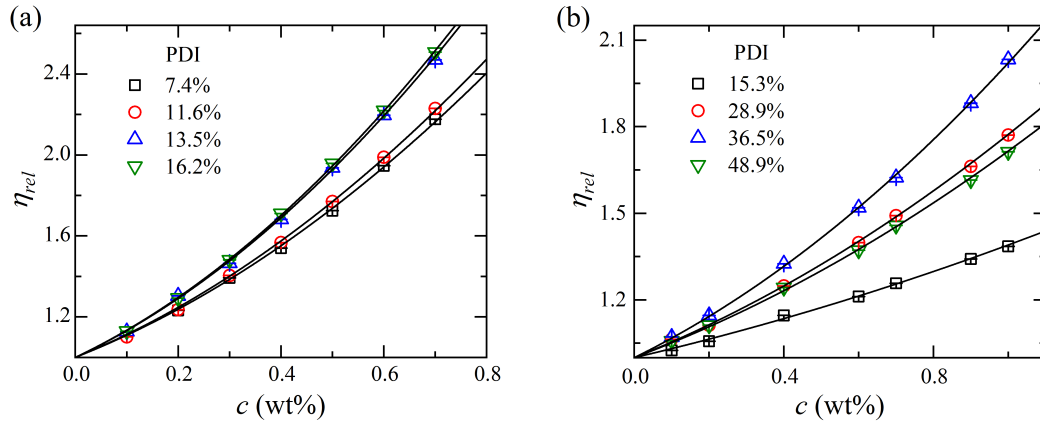 (a)
PDI
7.4%
11.6%
13.5%
16.2%
2.4
2.0
1.6
1.2
0.0 0.2 0.4 0.6 0.8
η_rel
c (wt%)
(b)
PDI
15.3%
28.9%
36.5%
48.9%
2.1
1.8
1.5
1.2
0.0 0.4 0.8
η_rel
c (wt%)